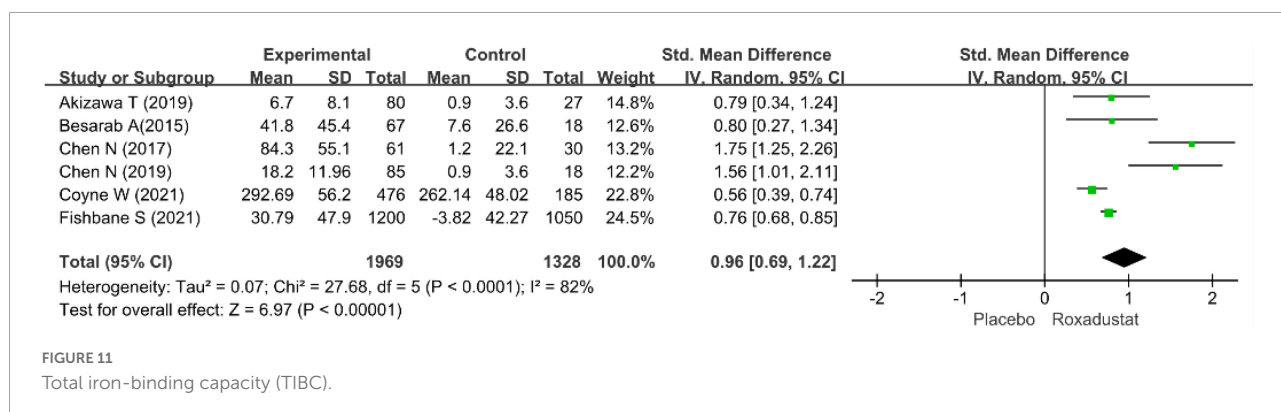 Experimental Control Std. Mean Difference Std. Mean Difference
Study or Subgroup Mean SD Total Mean SD Total Weight IV, Random, 95% CI IV, Random, 95% CI
Akizawa T (2019) 6.7 8.1 80 0.9 3.6 27 14.8% 0.79 [0.34, 1.24]
Besarab A(2015) 41.8 45.4 67 7.6 26.6 18 12.6% 0.80 [0.27, 1.34]
Chen N (2017) 84.3 55.1 61 1.2 22.1 30 13.2% 1.75 [1.25, 2.26]
Chen N (2019) 18.2 11.96 85 0.9 3.6 18 12.2% 1.56 [1.01, 2.11]
Coyne W (2021) 292.69 56.2 476 262.14 48.02 185 22.8% 0.56 [0.39, 0.74]
Fishbane S (2021) 30.79 47.9 1200 -3.82 42.27 1050 24.5% 0.76 [0.68, 0.85]
Total (95% CI) 1969 1328 100.0% 0.96 [0.69, 1.22]
Heterogeneity: Tau² = 0.07; Chi² = 27.68, df = 5 (P < 0.0001); I² = 82%
Test for overall effect: Z = 6.97 (P < 0.00001)
-2 -1 0 1 2
Placebo Roxadustat
FIGURE 11
Total iron-binding capacity (TIBC).